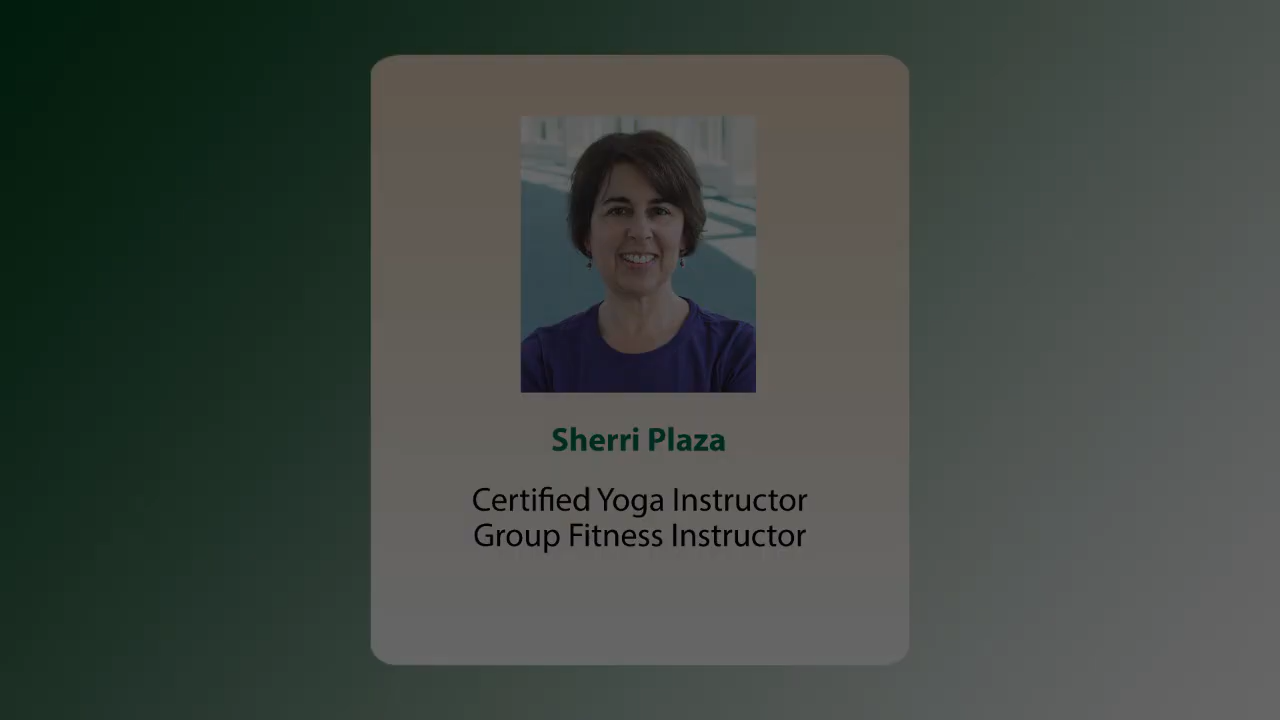 Sherri Plaza
Certified Yoga Instructor
Group Fitness Instructor